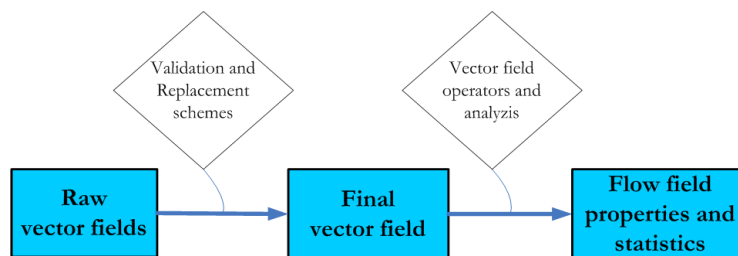 Validation and
Replacement
schemes
Vector field
operators and
analyzis
Raw
vector fields
Final
vector field
Flow field
properties and
statistics